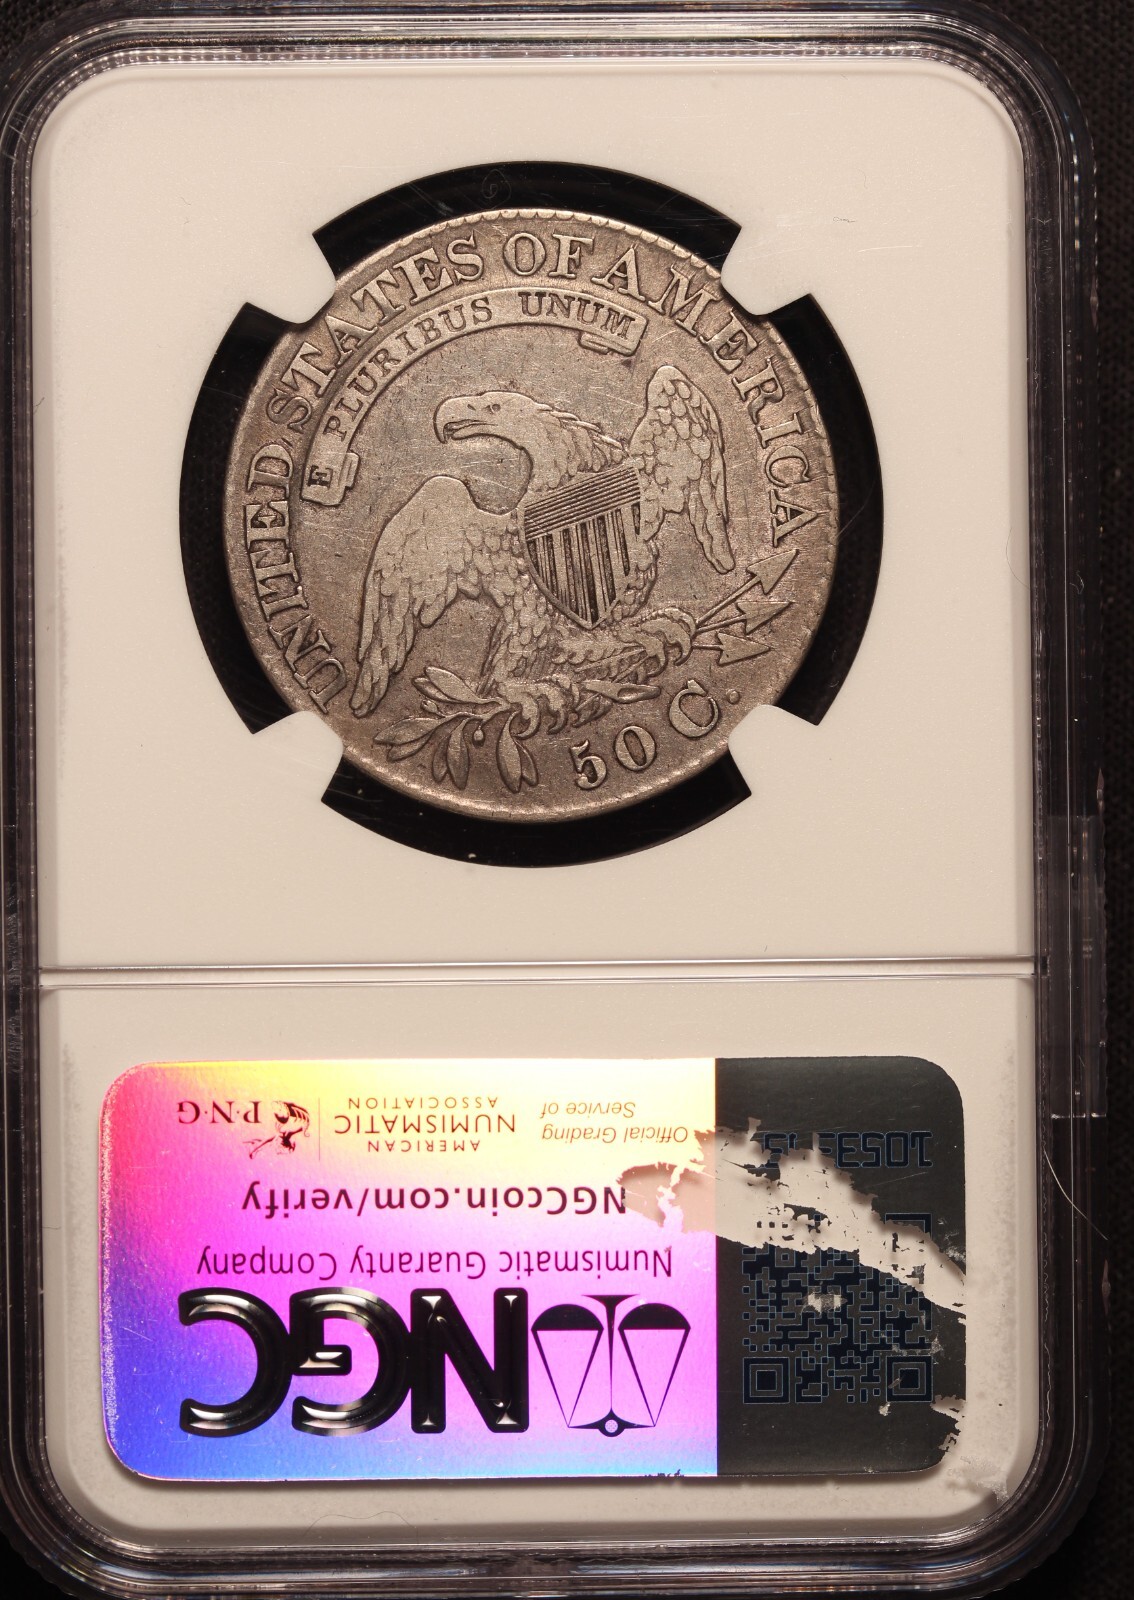 UNITED STATES OF AMERICA
E PLURIBUS UNUM
50 C.
NGC
Numismatic Guaranty Company
NGCcoin.com/verify
Official Grading
Service of
AMERICAN
NUMISMATIC
ASSOCIATION
P·N·G